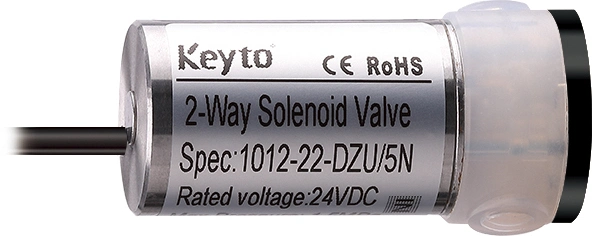 Keyto
CE RoHS
2-Way Solenoid Valve
Spec:1012-22-DZU/5N
Rated voltage:24VDC